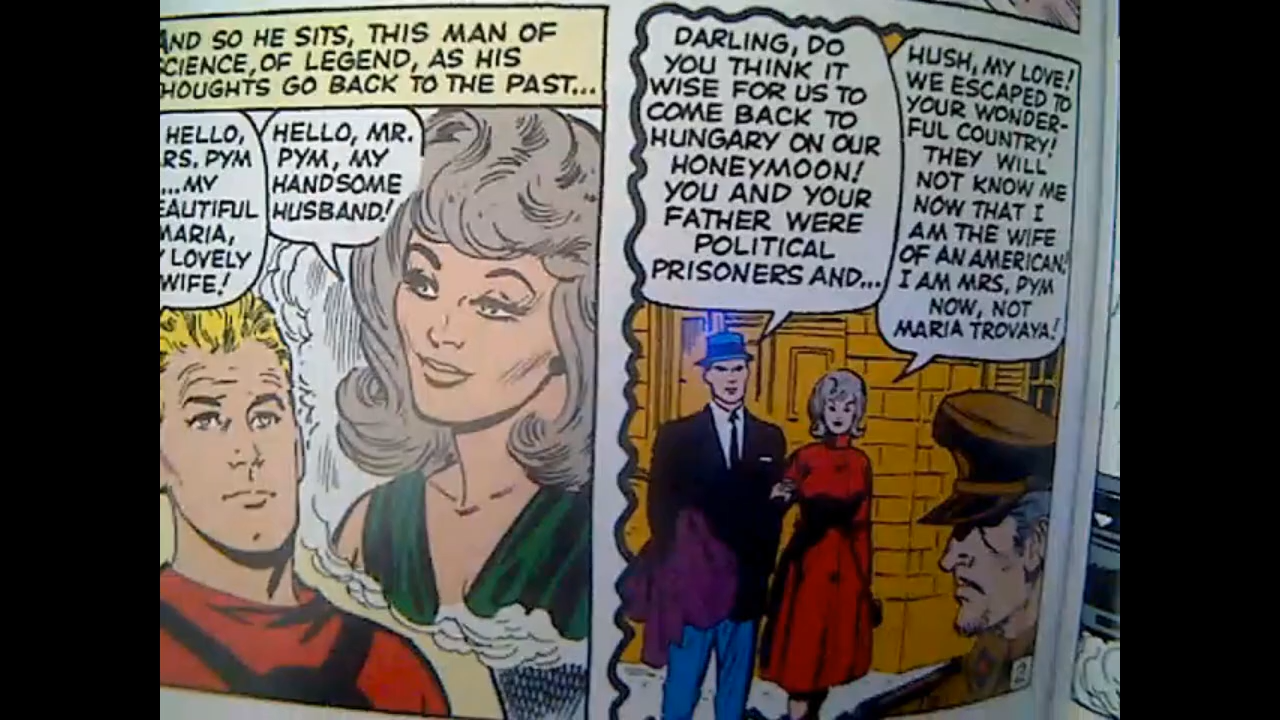 AND SO HE SITS, THIS MAN OF
SCIENCE, OF LEGEND, AS HIS
THOUGHTS GO BACK TO THE PAST...
HELLO,
RS. PYM
...MY
EAUTIFUL
MARIA,
LOVELY
WIFE!
HELLO, MR.
PYM, MY
HANDSOME
HUSBAND!
DARLING, DO
YOU THINK IT
WISE FOR US TO
COME BACK TO
HUNGARY ON OUR
HONEYMOON!
YOU AND YOUR
FATHER WERE
POLITICAL
PRISONERS AND...
HUSH, MY LOVE!
WE ESCAPED TO
YOUR WONDER-
FUL COUNTRY!
THEY WILL
NOT KNOW ME
NOW THAT I
AM THE WIFE
OF AN AMERICAN!
I AM MRS. PYM
NOW, NOT
MARIA TROVAYA!
2